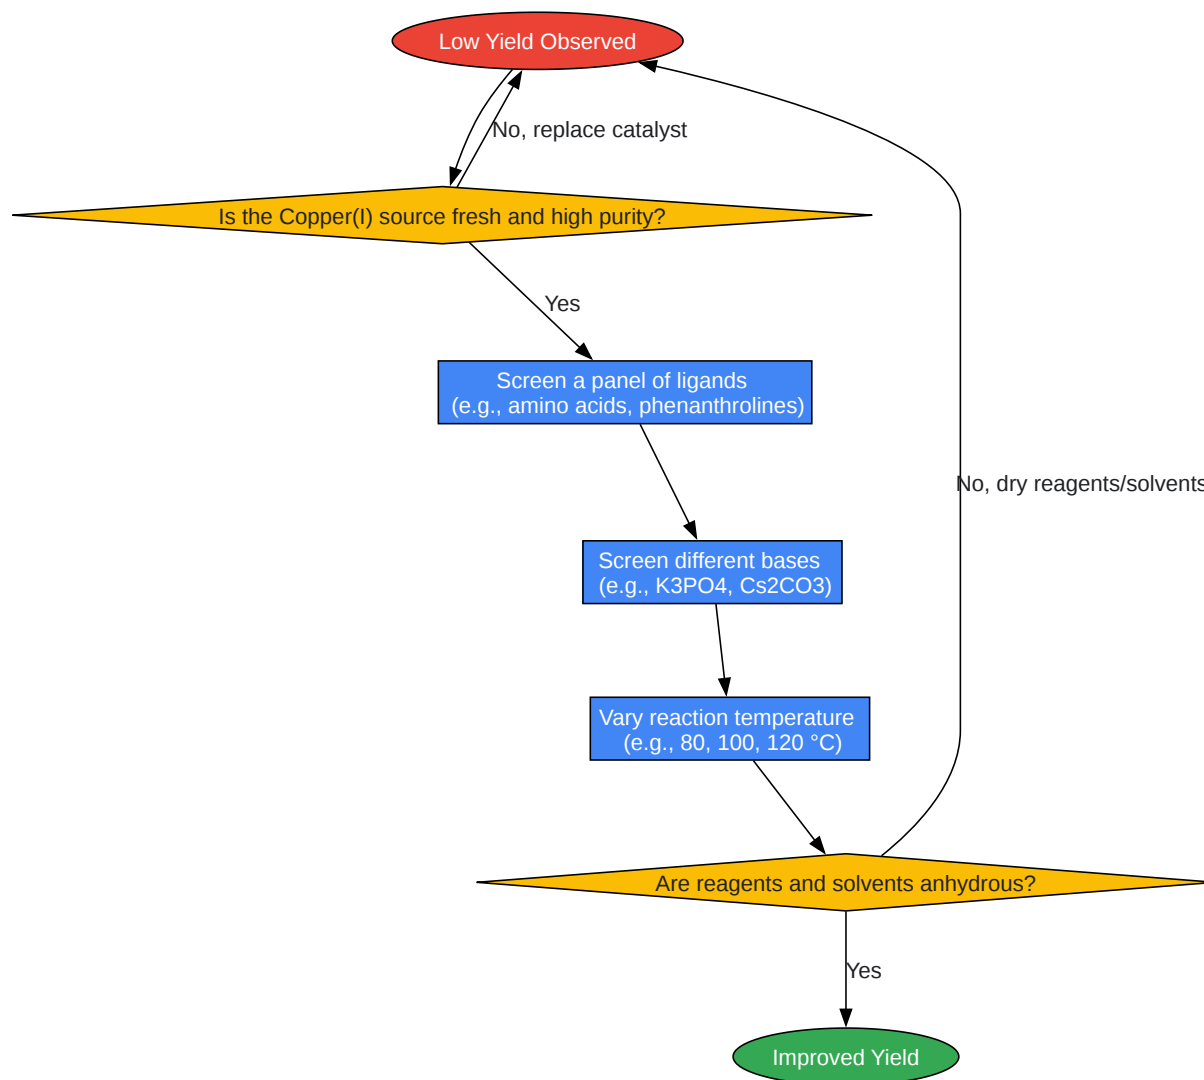 Low Yield Observed
No, replace catalyst
Is the Copper(I) source fresh and high purity?
Yes
Screen a panel of ligands
(e.g., amino acids, phenanthrolines)
No, dry reagents/solvents
Screen different bases
(e.g., K3PO4, Cs2CO3)
Vary reaction temperature
(e.g., 80, 100, 120 °C)
Are reagents and solvents anhydrous?
Yes
Improved Yield